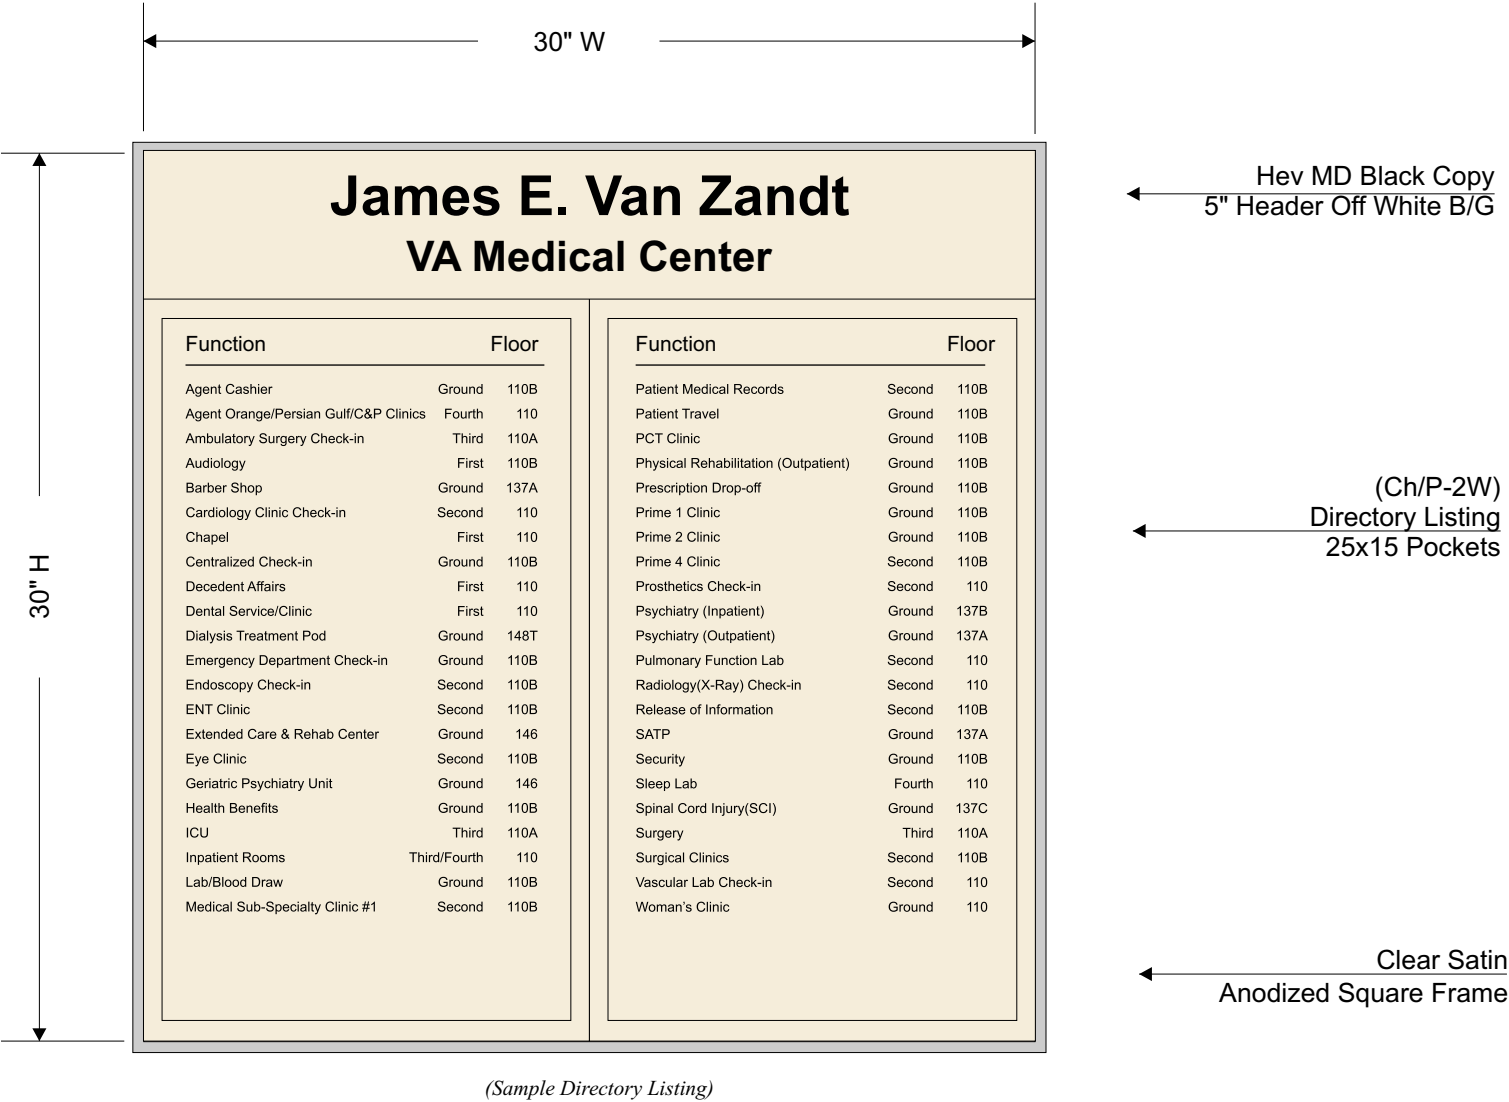 30" W
James E. Van Zandt
VA Medical Center
Hev MD Black Copy
5" Header Off White B/G
30" H
Function Floor
Agent Cashier Ground 110B
Agent Orange/Persian Gulf/C&P Clinics Fourth 110
Ambulatory Surgery Check-in Third 110A
Audiology First 110B
Barber Shop Ground 137A
Cardiology Clinic Check-in Second 110
Chapel First 110
Centralized Check-in Ground 110B
Decedent Affairs First 110
Dental Service/Clinic First 110
Dialysis Treatment Pod Ground 148T
Emergency Department Check-in Ground 110B
Endoscopy Check-in Second 110B
ENT Clinic Second 110B
Extended Care & Rehab Center Ground 146
Eye Clinic Second 110B
Geriatric Psychiatry Unit Ground 146
Health Benefits Ground 110B
ICU Third 110A
Inpatient Rooms Third/Fourth 110
Lab/Blood Draw Ground 110B
Medical Sub-Specialty Clinic #1 Second 110B
Function Floor
Patient Medical Records Second 110B
Patient Travel Ground 110B
PCT Clinic Ground 110B
Physical Rehabilitation (Outpatient) Ground 110B
Prescription Drop-off Ground 110B
Prime 1 Clinic Ground 110B
Prime 2 Clinic Ground 110B
Prime 4 Clinic Second 110B
Prosthetics Check-in Second 110
Psychiatry (Inpatient) Ground 137B
Psychiatry (Outpatient) Ground 137A
Pulmonary Function Lab Second 110
Radiology(X-Ray) Check-in Second 110
Release of Information Second 110B
SATP Ground 137A
Security Ground 110B
Sleep Lab Fourth 110
Spinal Cord Injury(SCI) Ground 137C
Surgery Third 110A
Surgical Clinics Second 110B
Vascular Lab Check-in Second 110
Woman's Clinic Ground 110
(Ch/P-2W)
Directory Listing
25x15 Pockets
Clear Satin
Anodized Square Frame
(Sample Directory Listing)